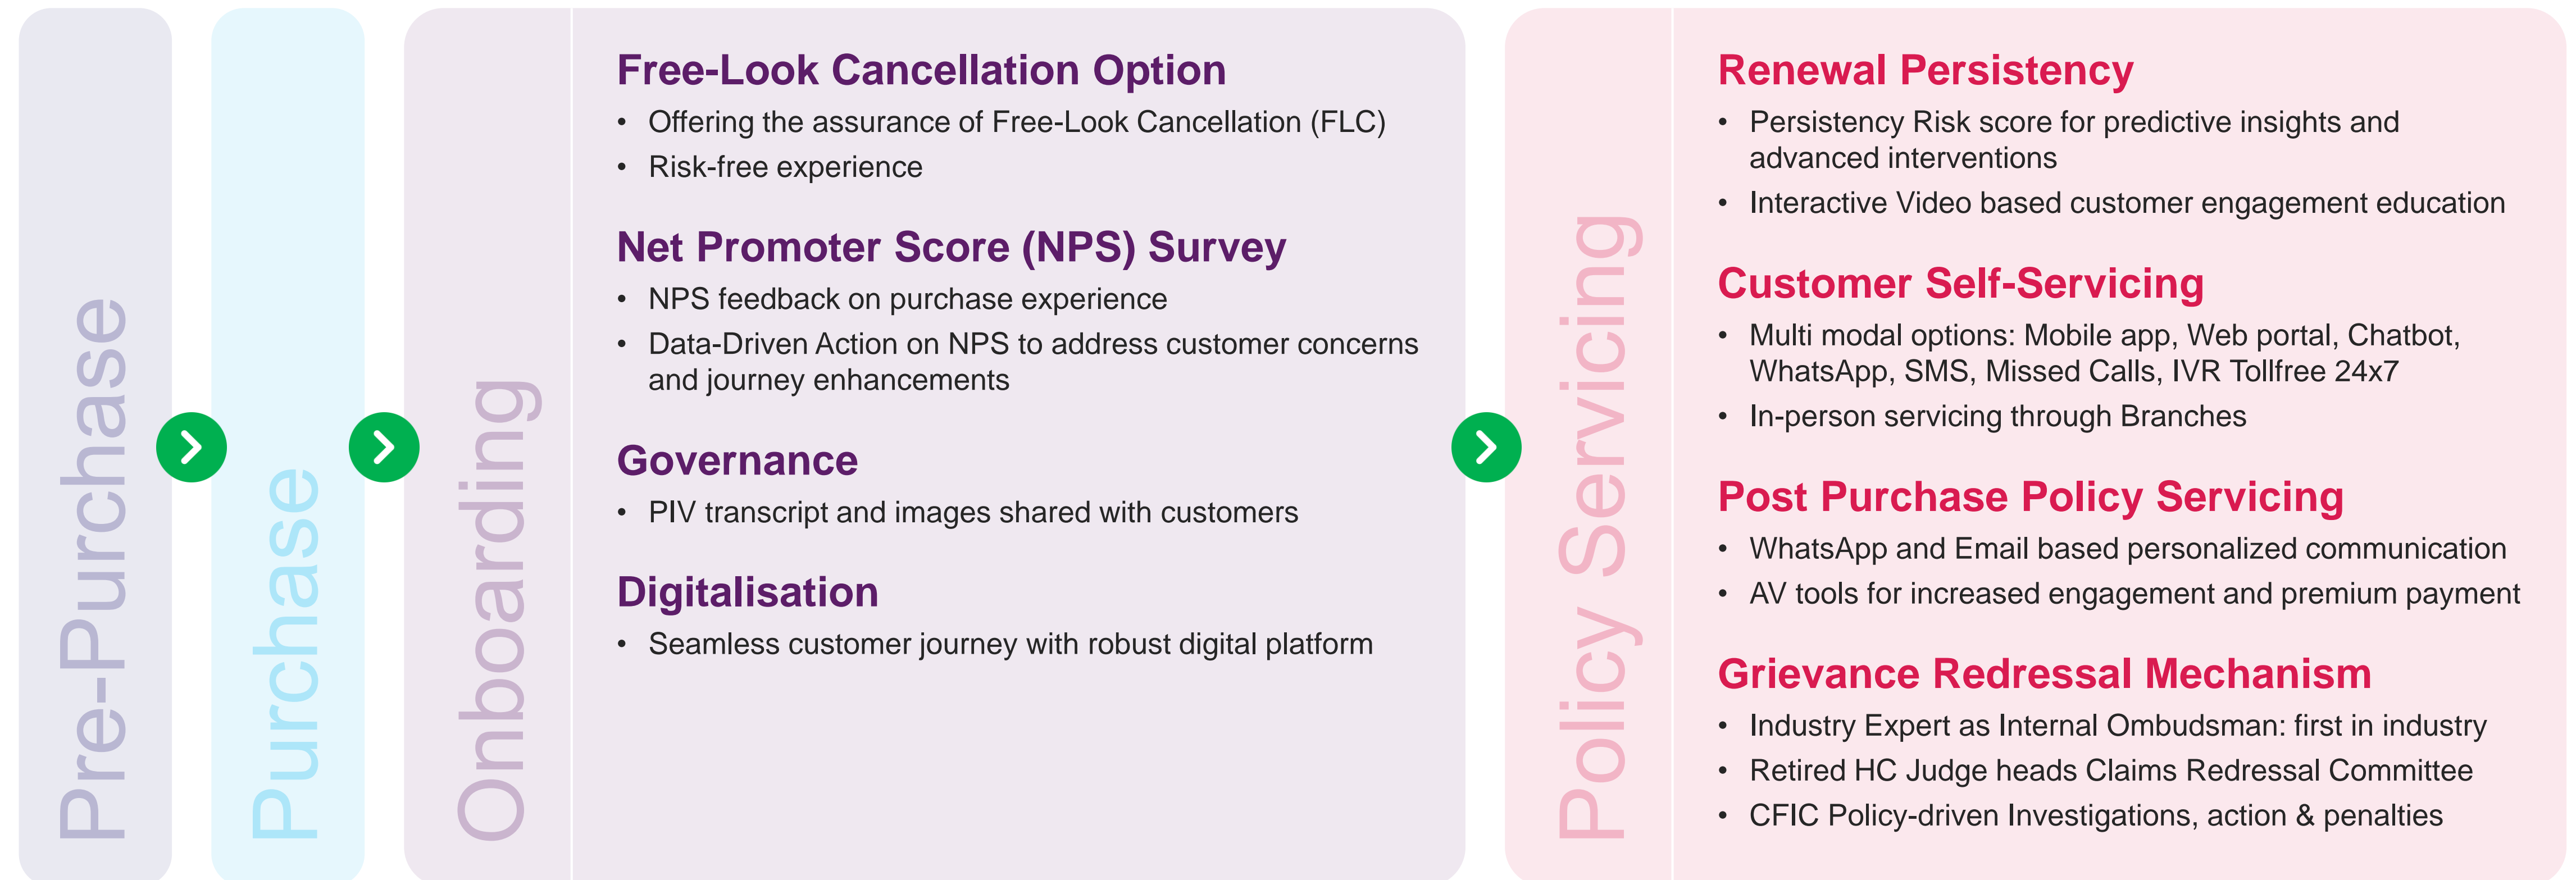 Pre-Purchase
Purchase
Onboarding
Free-Look Cancellation Option
• Offering the assurance of Free-Look Cancellation (FLC)
• Risk-free experience
Net Promoter Score (NPS) Survey
• NPS feedback on purchase experience
• Data-Driven Action on NPS to address customer concerns
and journey enhancements
Governance
• PIV transcript and images shared with customers
Digitalisation
• Seamless customer journey with robust digital platform
Policy Servicing
Renewal Persistency
• Persistency Risk score for predictive insights and
advanced interventions
• Interactive Video based customer engagement education
Customer Self-Servicing
• Multi modal options: Mobile app, Web portal, Chatbot,
WhatsApp, SMS, Missed Calls, IVR Tollfree 24x7
• In-person servicing through Branches
Post Purchase Policy Servicing
• WhatsApp and Email based personalized communication
• AV tools for increased engagement and premium payment
Grievance Redressal Mechanism
• Industry Expert as Internal Ombudsman: first in industry
• Retired HC Judge heads Claims Redressal Committee
• CFIC Policy-driven Investigations, action & penalties